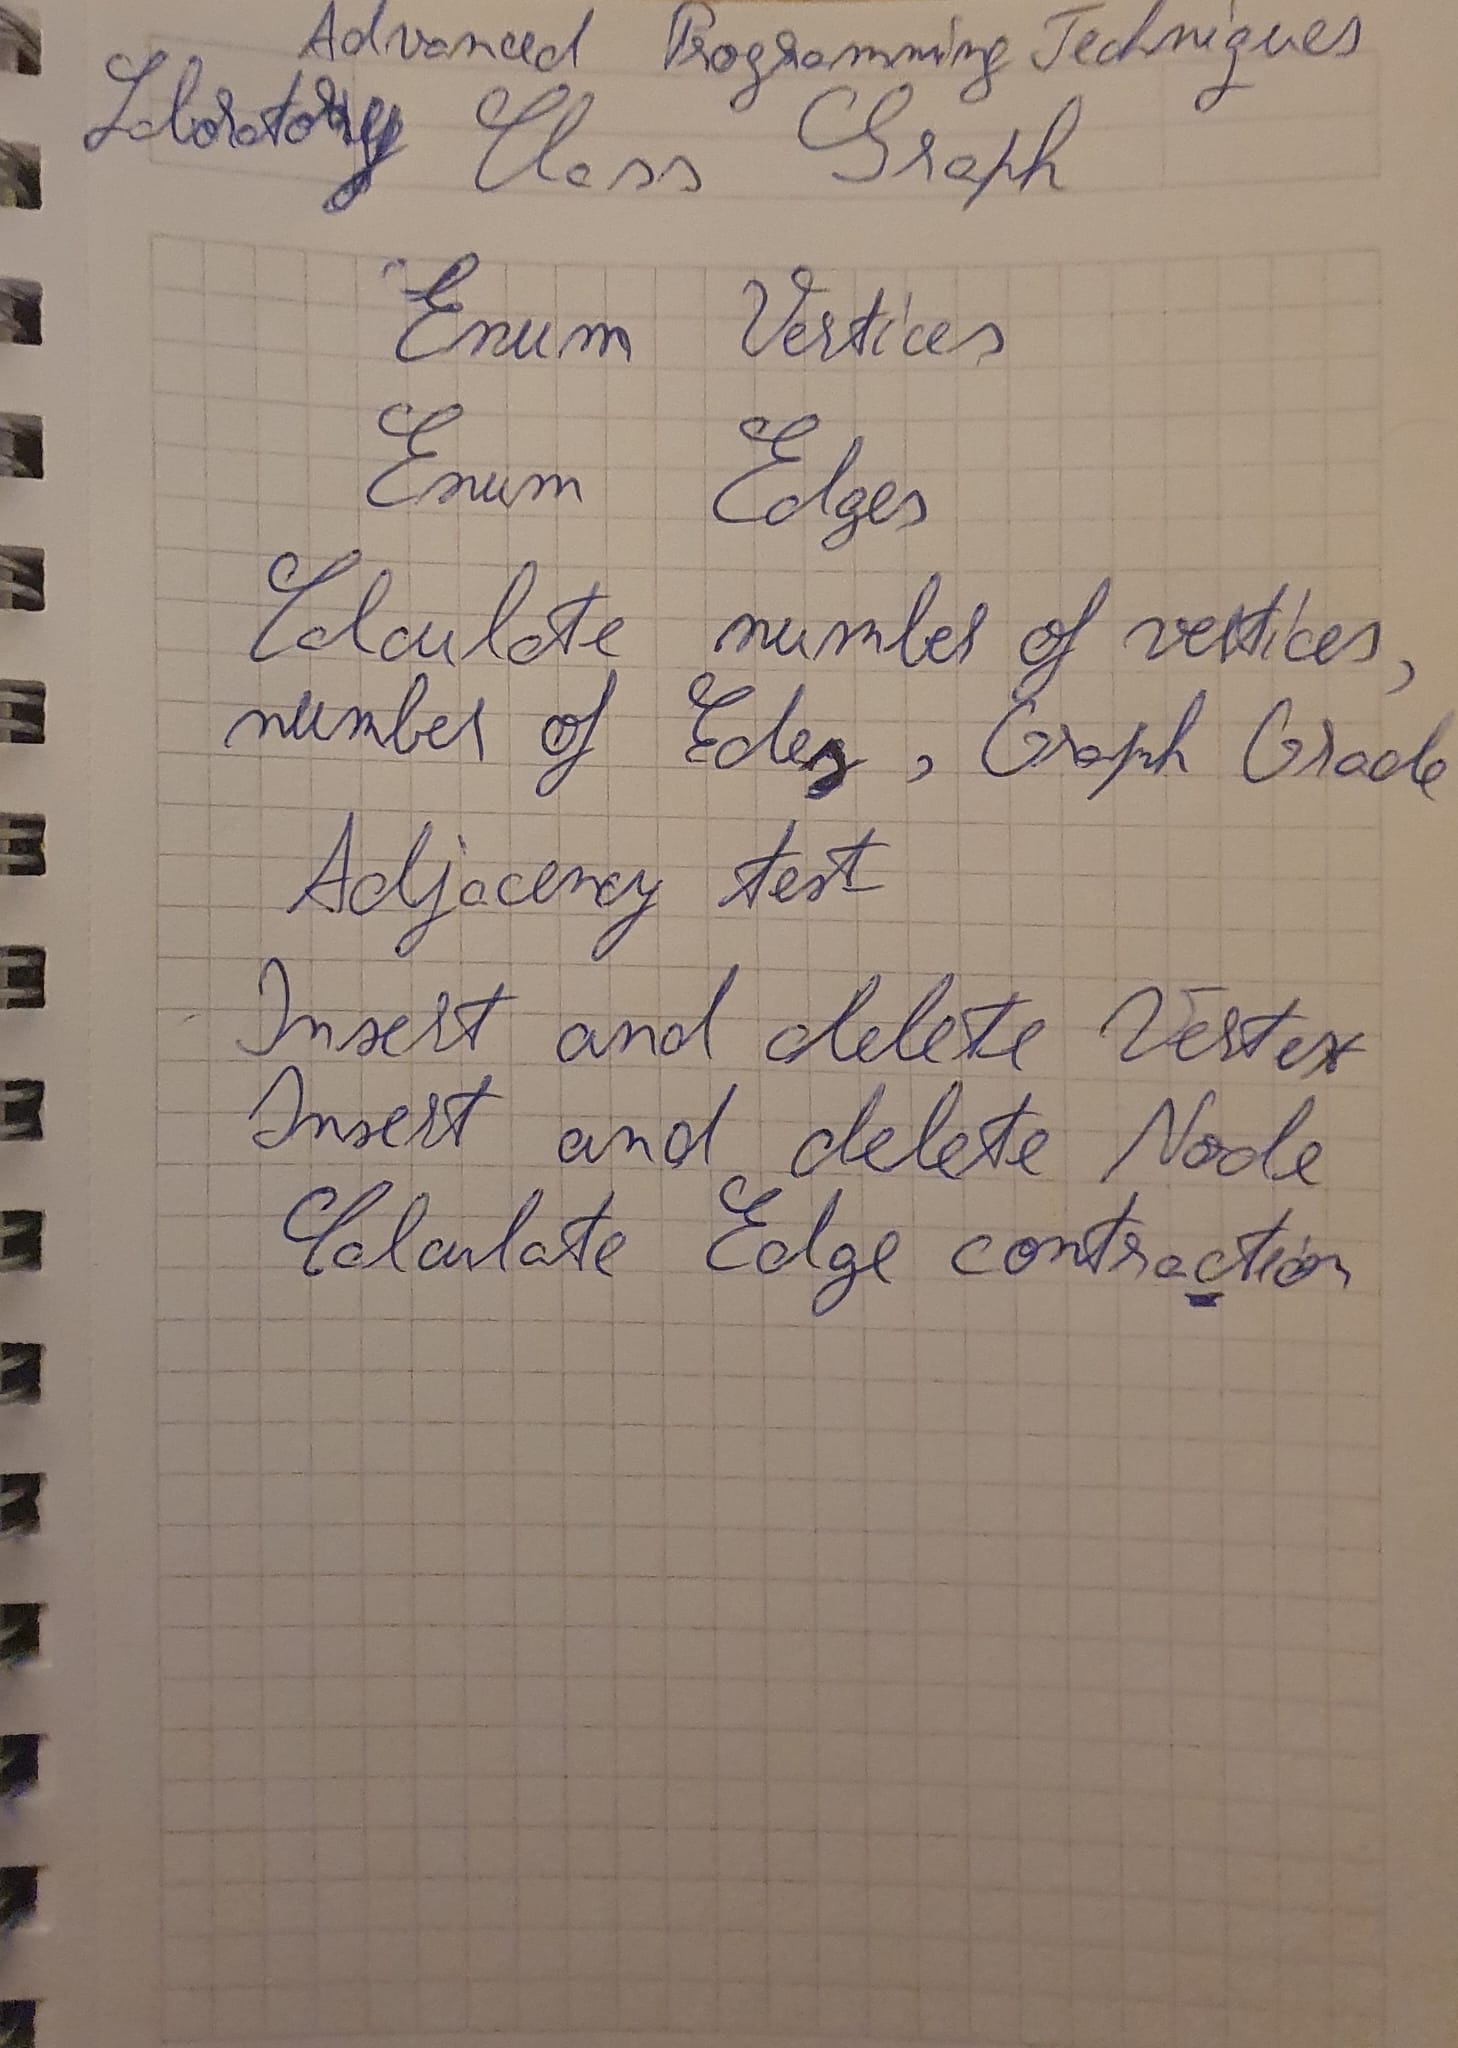 Advanced Programming Techniques
Laboratory Class Graph
Enum Vertices
Enum Edges
Calculate number of vertices,
number of Edes, Graph Grade
Adjacency test
Insert and delete Vertex
Insert and delete Node
Calculate Edge contraction